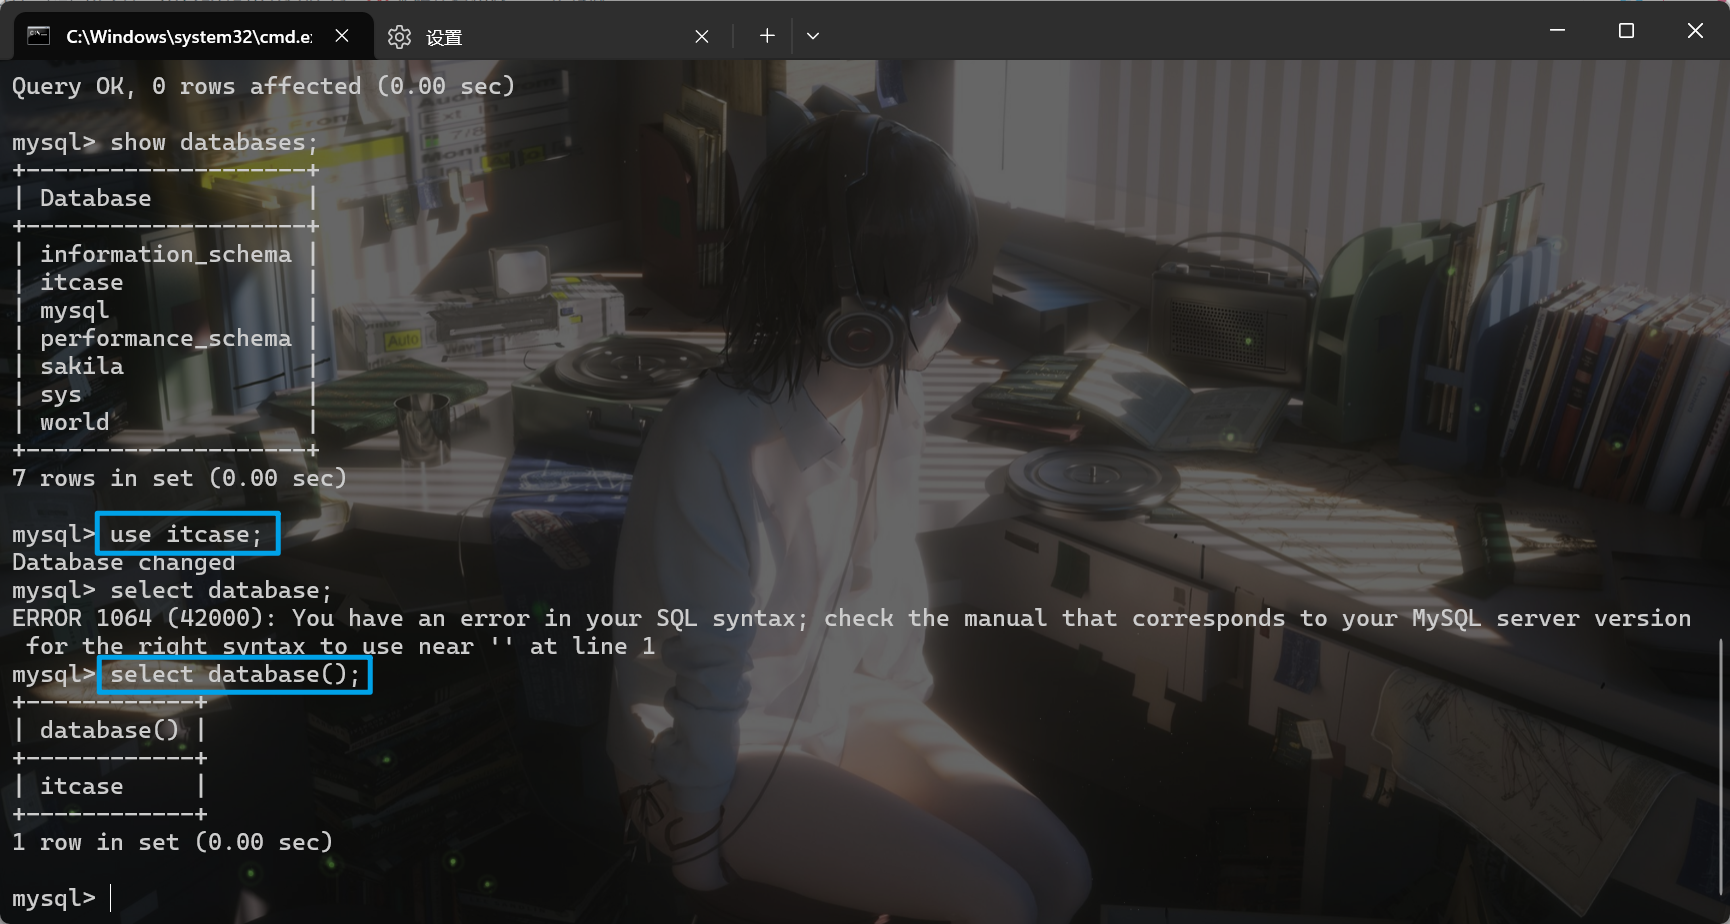 C:\Windows\system32\cmd.e
设置
Query OK, 0 rows affected (0.00 sec)
mysql> show databases;
+--------------------+
| Database           |
+--------------------+
| information_schema |
| itcase             |
| mysql              |
| performance_schema |
| sakila             |
| sys                |
| world              |
+--------------------+
7 rows in set (0.00 sec)
mysql> use itcase;
Database changed
mysql> select database;
ERROR 1064 (42000): You have an error in your SQL syntax; check the manual that corresponds to your MySQL server version
 for the right syntax to use near '' at line 1
mysql> select database();
+------------+
| database() |
+------------+
| itcase     |
+------------+
1 row in set (0.00 sec)
mysql>
Auto